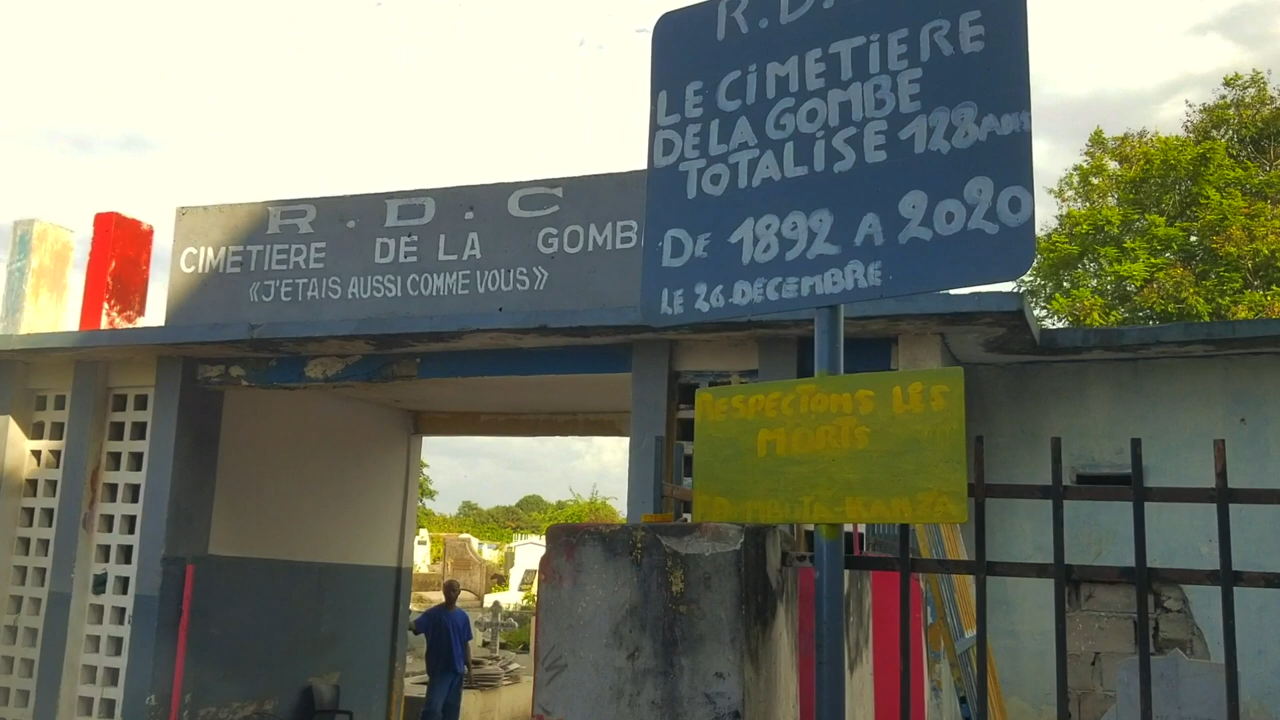 R.D.C
CIMETIERE DE LA GOMB
«J'ETAIS AUSSI COMME VOUS»
R.D.
LE CiMETiERE
DE LA GOMBE
TOTALiSE 128 ANS
DE 1892 A 2020
LE 26 DECEMBRE
RESPECTONS LES
MORTS